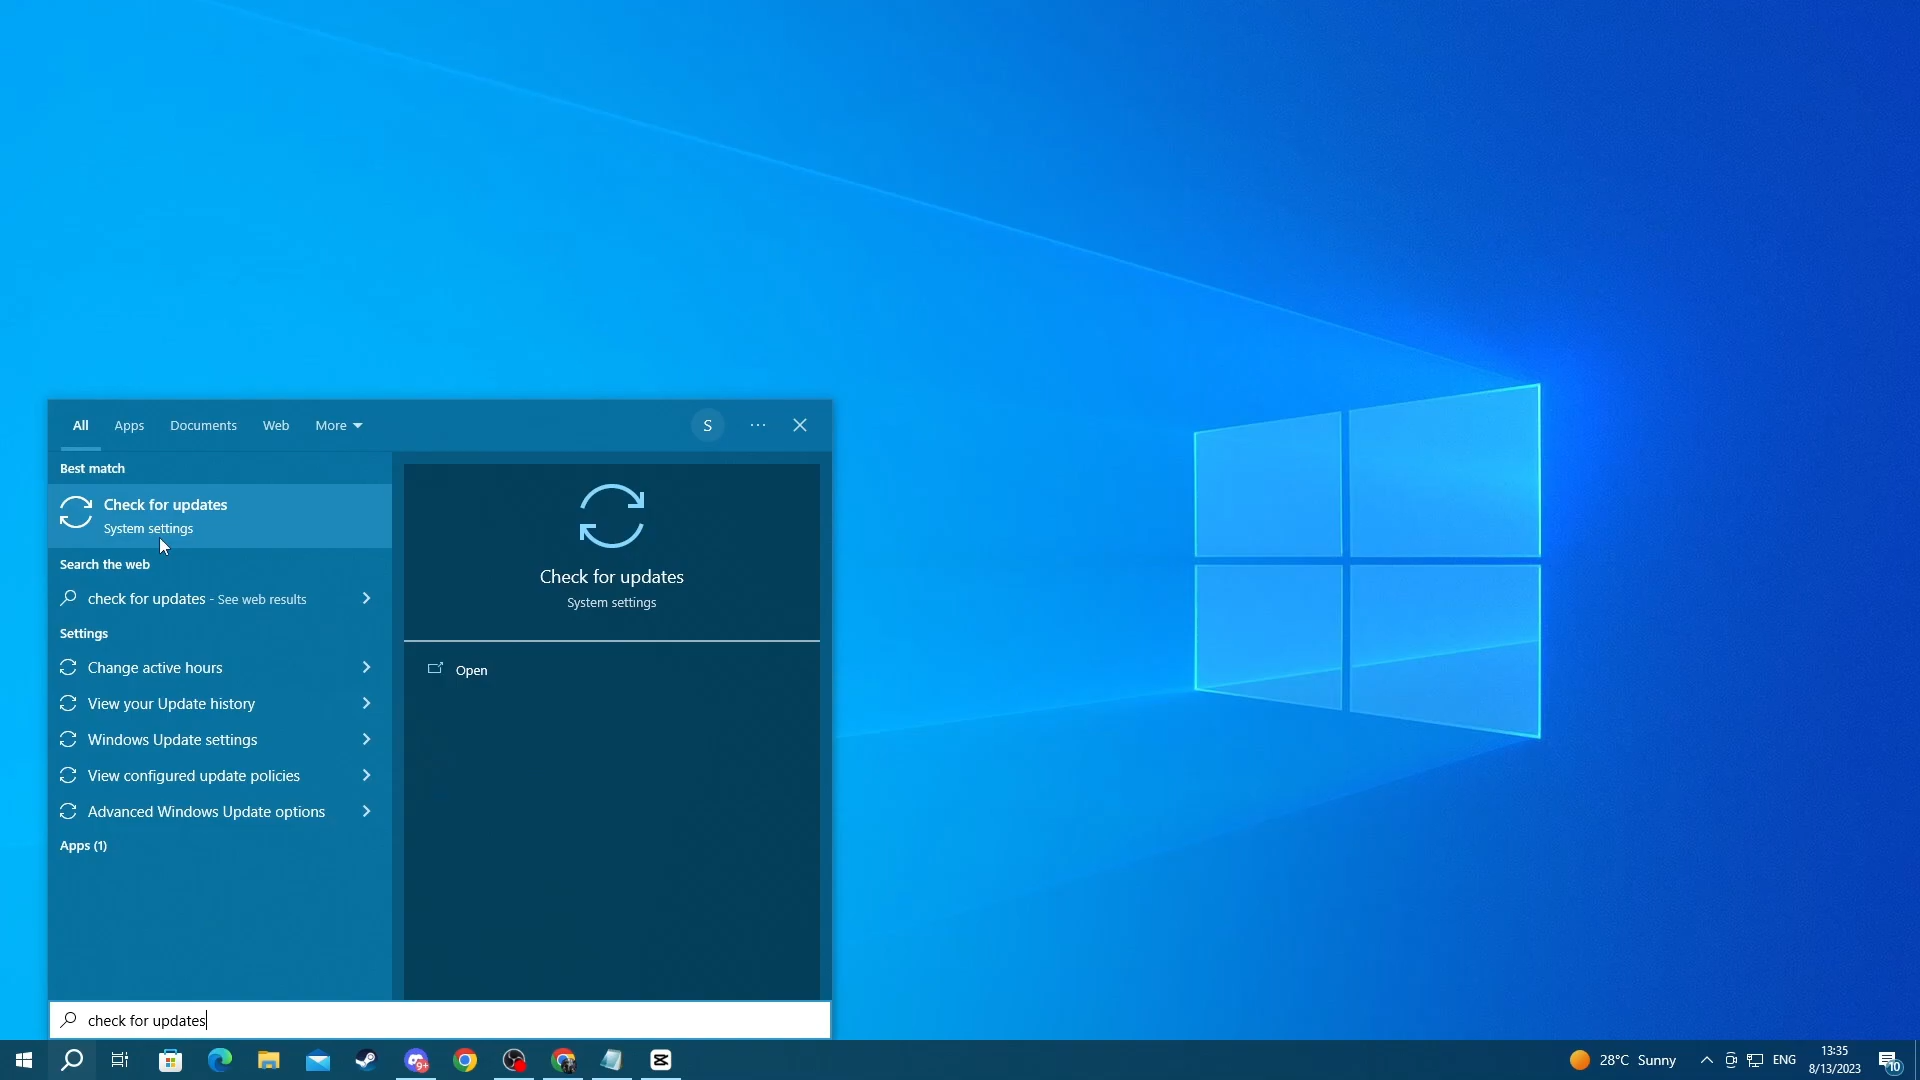 All Apps Documents Web More S
Best match
Check for updates
System settings
Search the web
check for updates - See web results
Settings
Change active hours
View your Update history
Windows Update settings
View configured update policies
Advanced Windows Update options
Apps (1)
Check for updates
System settings
Open
check for updates
9+
28°C Sunny
ENG
13:35
8/13/2023
10